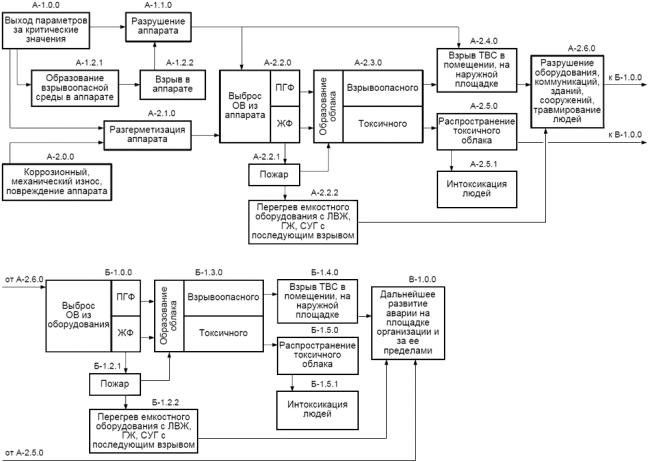 А-1.0.0
Выход параметров
за критические
значения
А-1.1.0
Разрушение
аппарата
А-1.2.1
Образование
взрывоопасной
среды в аппарате
А-1.2.2
Взрыв в
аппарате
А-2.1.0
Разгерметизация
аппарата
А-2.0.0
Коррозионный,
механический износ,
повреждение аппарата
А-2.2.0
Выброс
ОВ из
аппарата
ПГФ
ЖФ
А-2.3.0
Образование
облака
Взрывоопасного
Токсичного
А-2.2.1
Пожар
А-2.2.2
Перегрев емкостного
оборудования с ЛВЖ,
ГЖ, СУГ с
последующим взрывом
А-2.4.0
Взрыв ТВС в
помещении, на
наружной
площадке
А-2.5.0
Распространение
токсичного
облака
А-2.5.1
Интоксикация
людей
А-2.6.0
Разрушение
оборудования,
коммуникаций,
зданий,
сооружений,
травмирование
людей
к Б-1.0.0
к В-1.0.0
от А-2.6.0
Б-1.0.0
Выброс
ОВ из
оборудования
ПГФ
ЖФ
Б-1.3.0
Образование
облака
Взрывоопасного
Токсичного
Б-1.2.1
Пожар
Б-1.2.2
Перегрев емкостного
оборудования с ЛВЖ,
ГЖ, СУГ с
последующим взрывом
Б-1.4.0
Взрыв ТВС в
помещении, на
наружной
площадке
Б-1.5.0
Распространение
токсичного
облака
Б-1.5.1
Интоксикация
людей
В-1.0.0
Дальнейшее
развитие
аварии на
площадке
организации и
за ее
пределами
от А-2.5.0